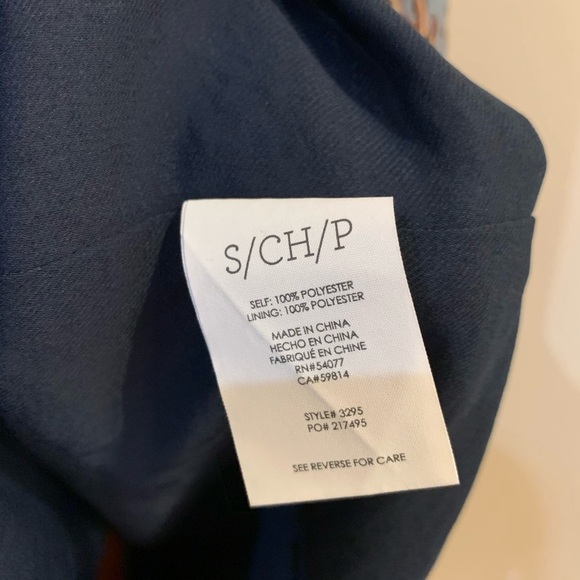 S/CH/P
SELF: 100% POLYESTER
LINING: 100% POLYESTER
MADE IN CHINA
HECHO EN CHINA
FABRIQUÉ EN CHINE
RN#54077
CA#59814
STYLE# 3295
PO# 217495
SEE REVERSE FOR CARE